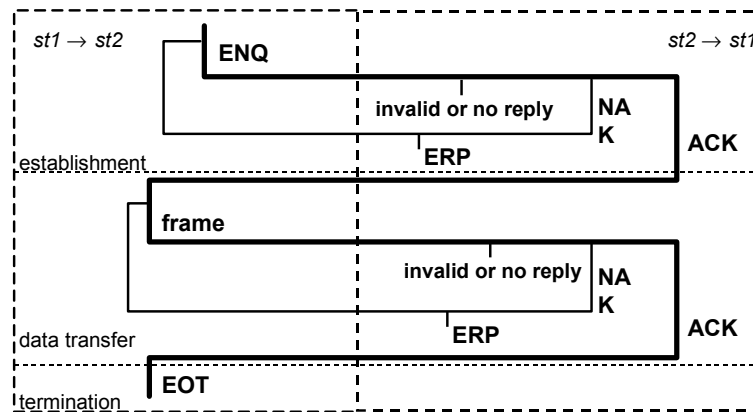 st1 → st2
st2 → st1
ENQ
invalid or no reply
NA
K
ACK
ERP
establishment
frame
invalid or no reply
NA
K
ACK
ERP
data transfer
EOT
termination